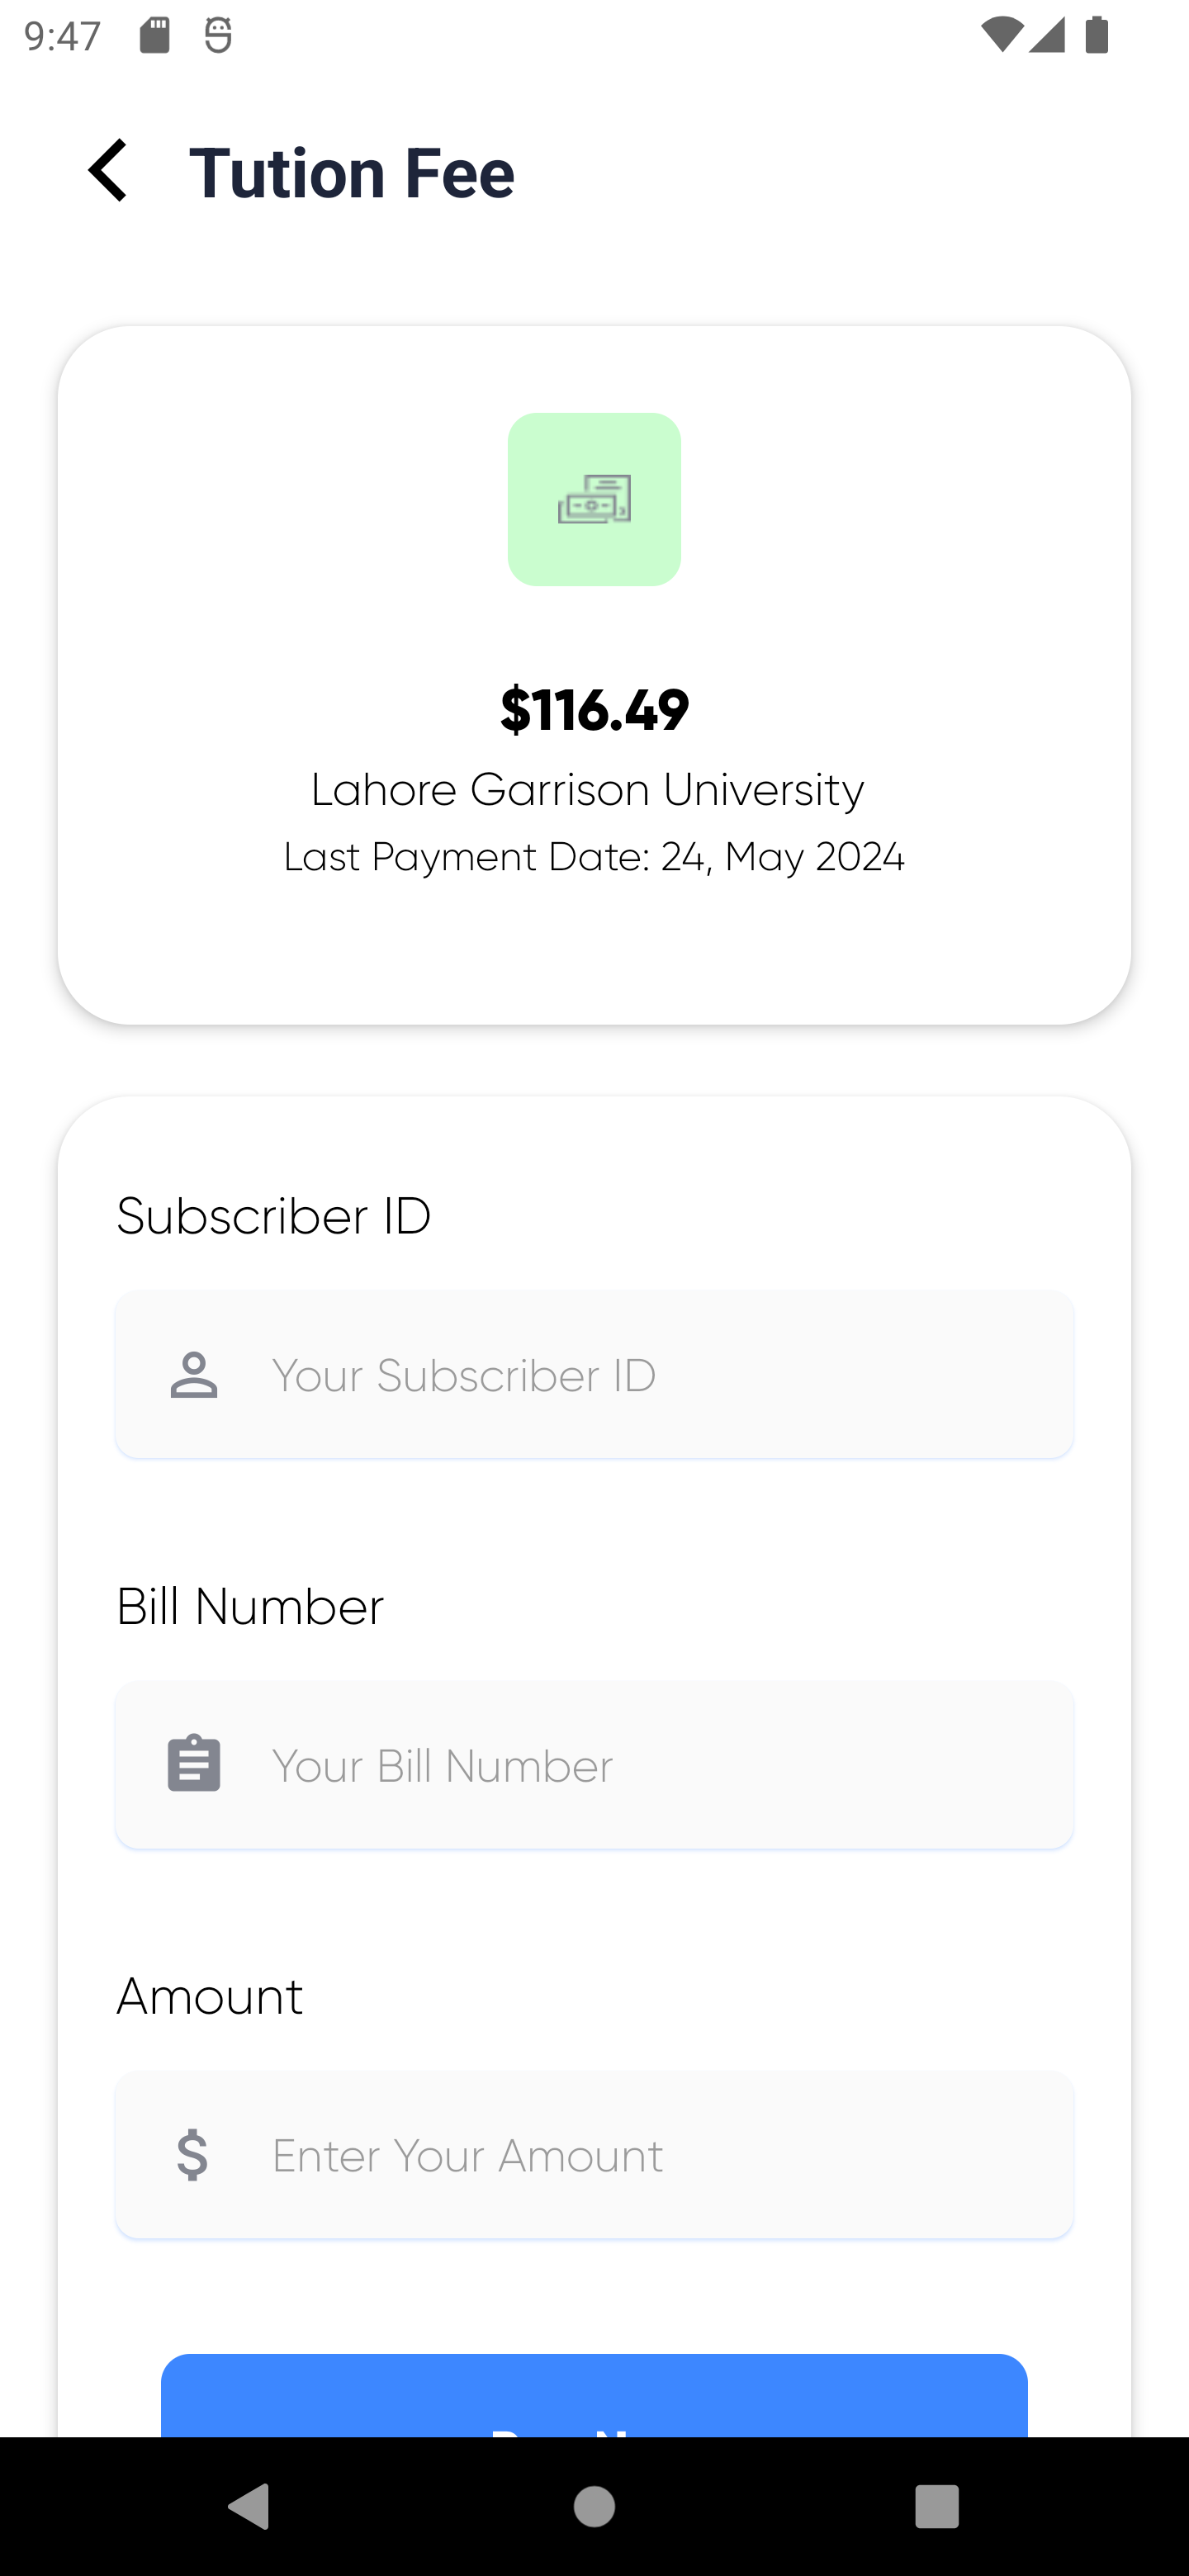 9:47
Tution Fee
$116.49
Lahore Garrison University
Last Payment Date: 24, May 2024
Subscriber ID
Your Subscriber ID
Bill Number
Your Bill Number
Amount
$ Enter Your Amount